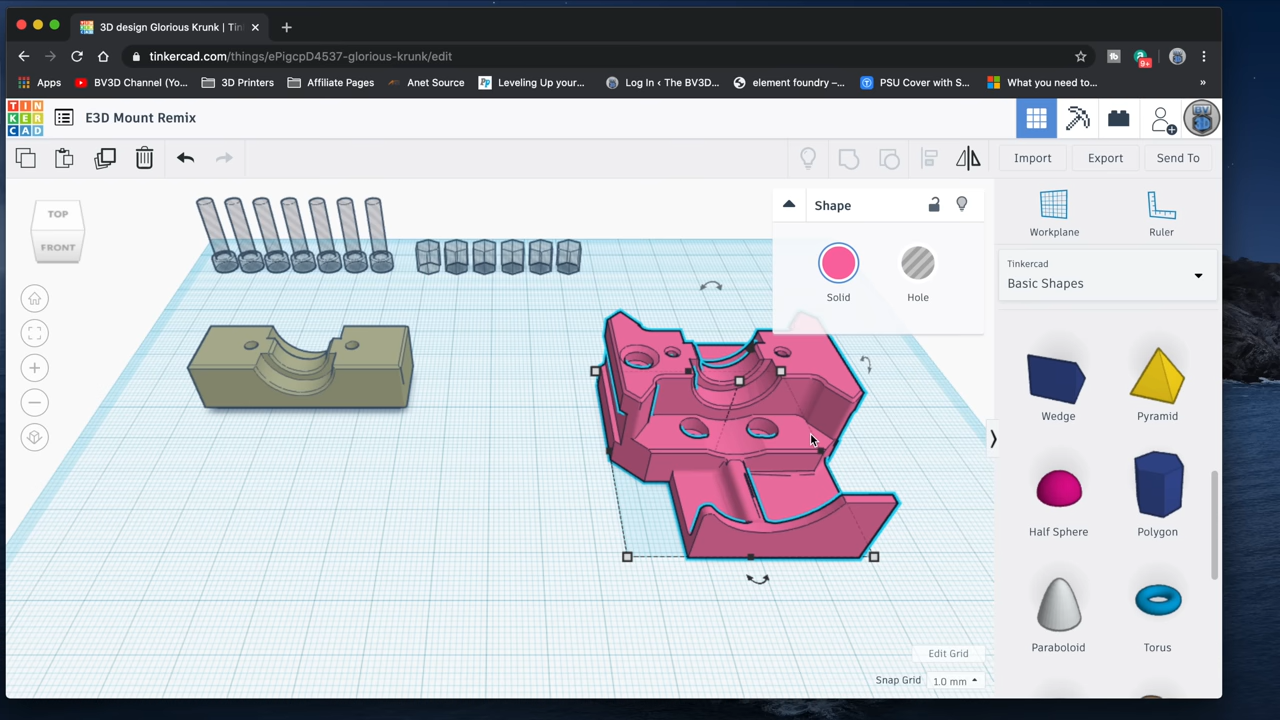 3D design Glorious Krunk | Tin
tinkercad.com/things/ePigcpD4537-glorious-krunk/edit
9+
Apps
BV3D Channel (Yo...
3D Printers
Affiliate Pages
Anet Source
Leveling Up your...
Log In ‹ The BV3D...
element foundry –...
PSU Cover with S...
What you need to...
»
TIN
KER
CAD
E3D Mount Remix
Import
Export
Send To
TOP
FRONT
Shape
Solid
Hole
Workplane
Ruler
Tinkercad
Basic Shapes
Wedge
Pyramid
Half Sphere
Polygon
Paraboloid
Torus
Edit Grid
Snap Grid
1.0 mm